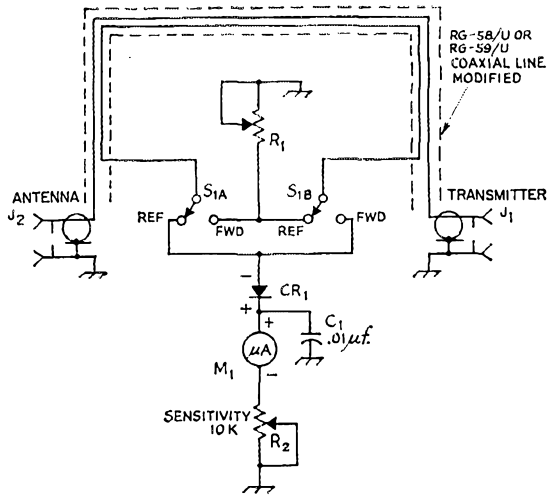 RG-58/U OR
RG-59/U
COAXIAL LINE
MODIFIED
R1
ANTENNA
J2
S1A
S1B
TRANSMITTER
J1
REF
FWD
REF
FWD
−
CR1
+
+
C1
.01μf.
μA
M1
−
SENSITIVITY
10K
R2